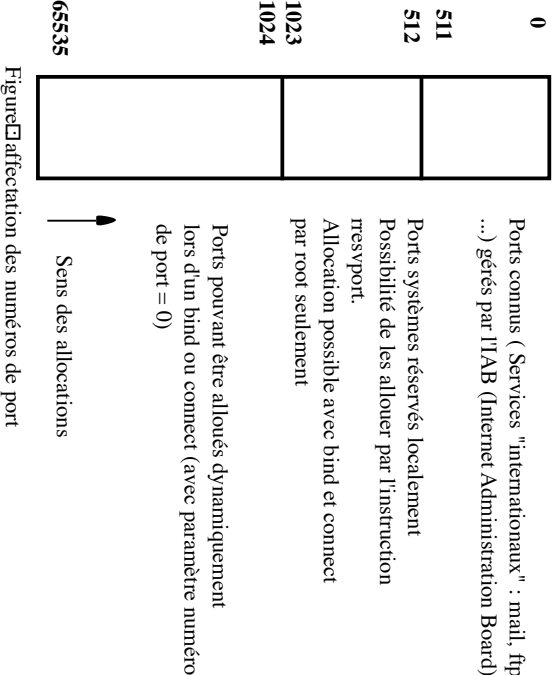 0
Ports connus ( Services "internationaux" : mail, ftp
...) gérés par l'IAB (Internet Administration Board)
511
512
Ports systèmes réservés localement
Possibilité de les allouer par l'instruction
rresvport.
Allocation possible avec bind et connect
par root seulement
1023
1024
Ports pouvant être alloués dynamiquement
lors d'un bind ou connect (avec paramètre numéro
de port = 0)
65535
Sens des allocations
Figure affectation des numéros de port